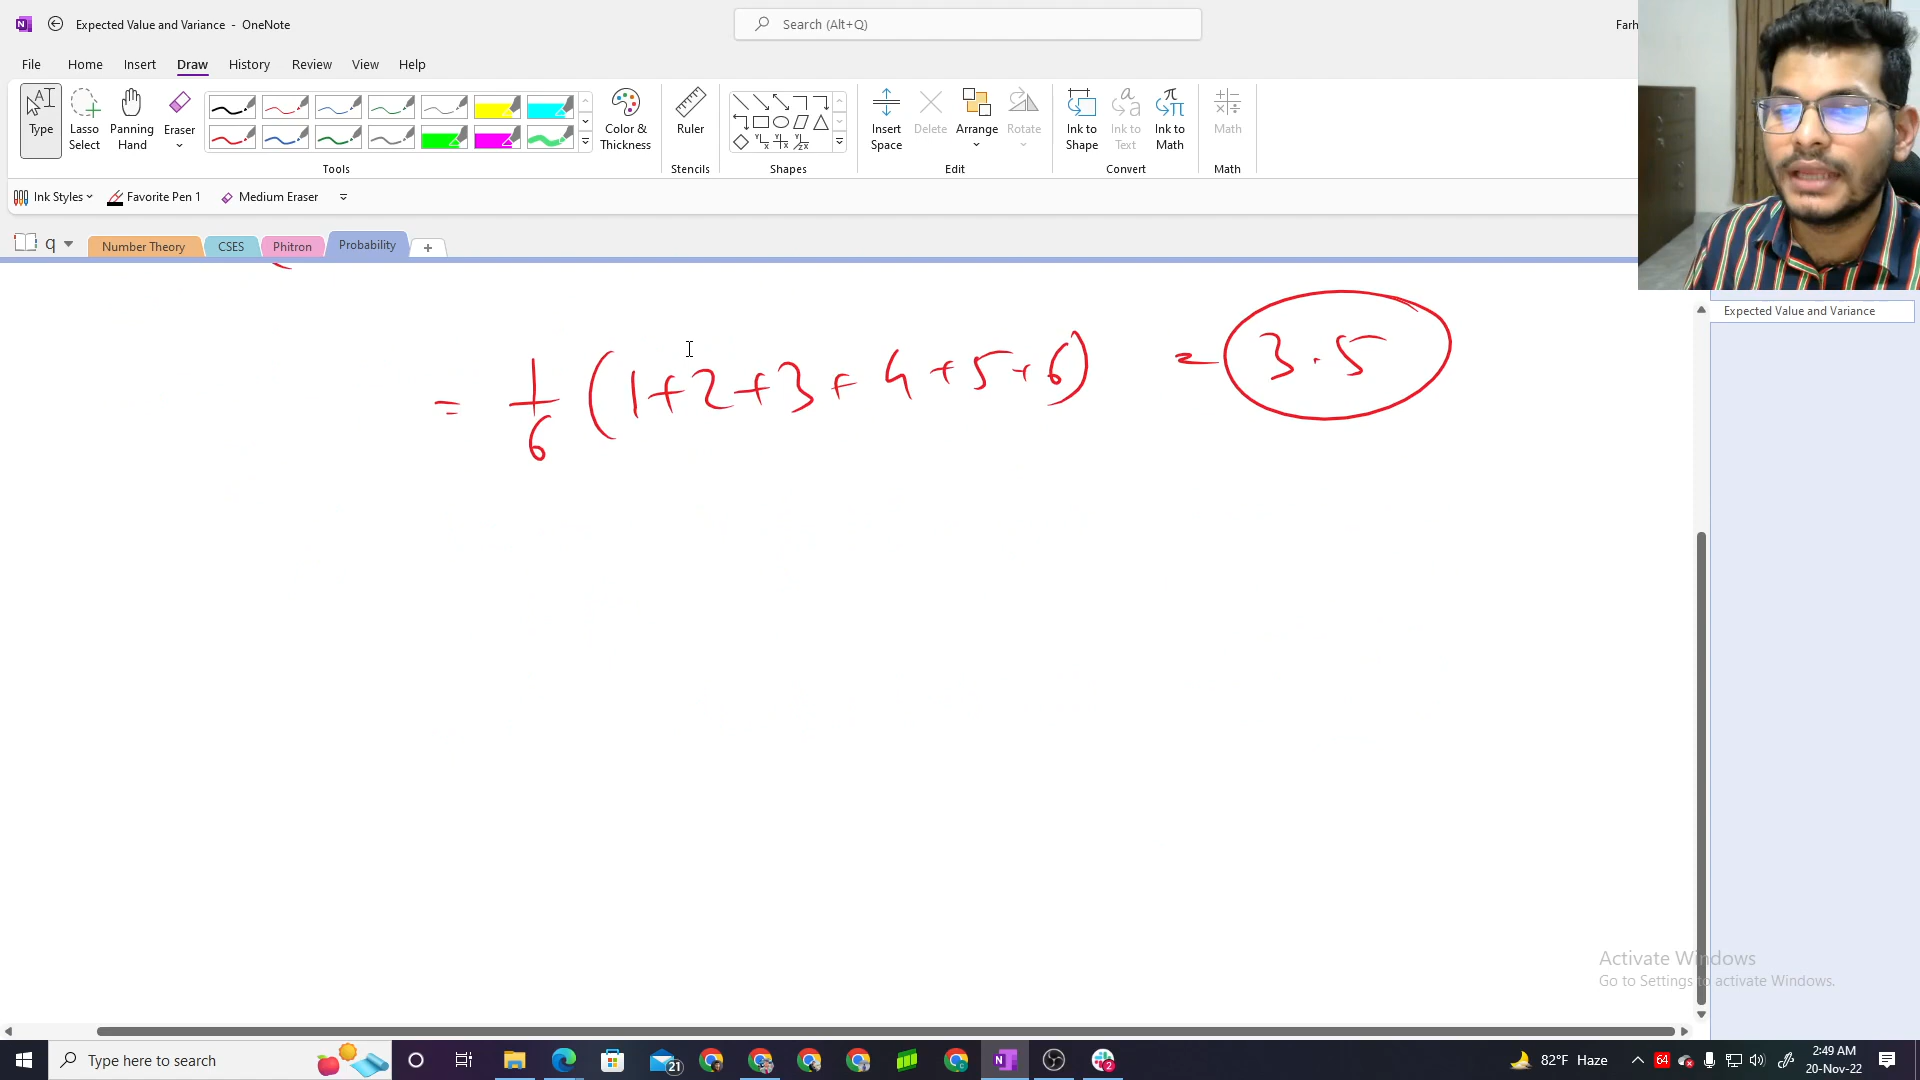 Expected Value and Variance - OneNote
Search (Alt+Q)
Farh
File Home Insert Draw History Review View Help
Type
Lasso Select
Panning Hand
Eraser
Color & Thickness
Ruler
Insert Space
Delete
Arrange
Rotate
Ink to Shape
Ink to Text
Ink to Math
Math
Tools Stencils Shapes Edit Convert Math
Ink Styles Favorite Pen 1 Medium Eraser
q Number Theory CSES Phitron Probability +
Expected Value and Variance
= 1/6 (1+2+3+4+5+6) = 3.5
Activate Windows
Go to Settings to activate Windows.
Type here to search
21
2
82°F Haze
64
2:49 AM
20-Nov-22